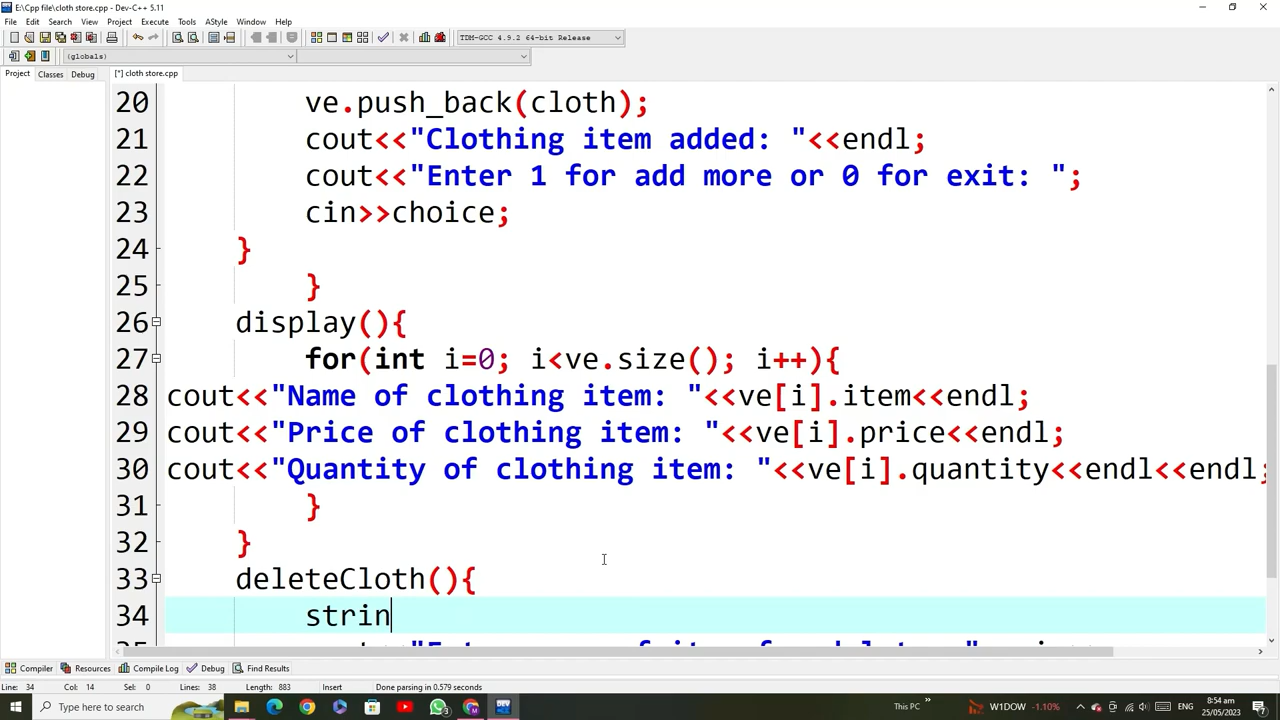 E:\Cpp file\cloth store.cpp - Dev-C++ 5.11
File Edit Search View Project Execute Tools AStyle Window Help
TDM-GCC 4.9.2 64-bit Release
(globals)
Project Classes Debug [*] cloth store.cpp
20 ve.push_back(cloth);
21 cout<<"Clothing item added: "<<endl;
22 cout<<"Enter 1 for add more or 0 for exit: ";
23 cin>>choice;
24 }
25 }
26 display(){
27 for(int i=0; i<ve.size(); i++){
28 cout<<"Name of clothing item: "<<ve[i].item<<endl;
29 cout<<"Price of clothing item: "<<ve[i].price<<endl;
30 cout<<"Quantity of clothing item: "<<ve[i].quantity<<endl<<endl;
31 }
32 }
33 deleteCloth(){
34 strin
Compiler Resources Compile Log Debug Find Results
Line: 34 Col: 14 Sel: 0 Lines: 38 Length: 883 Insert Done parsing in 0.579 seconds
Type here to search
This PC
W1DOW -1.10%
ENG
8:54 am
25/05/2023